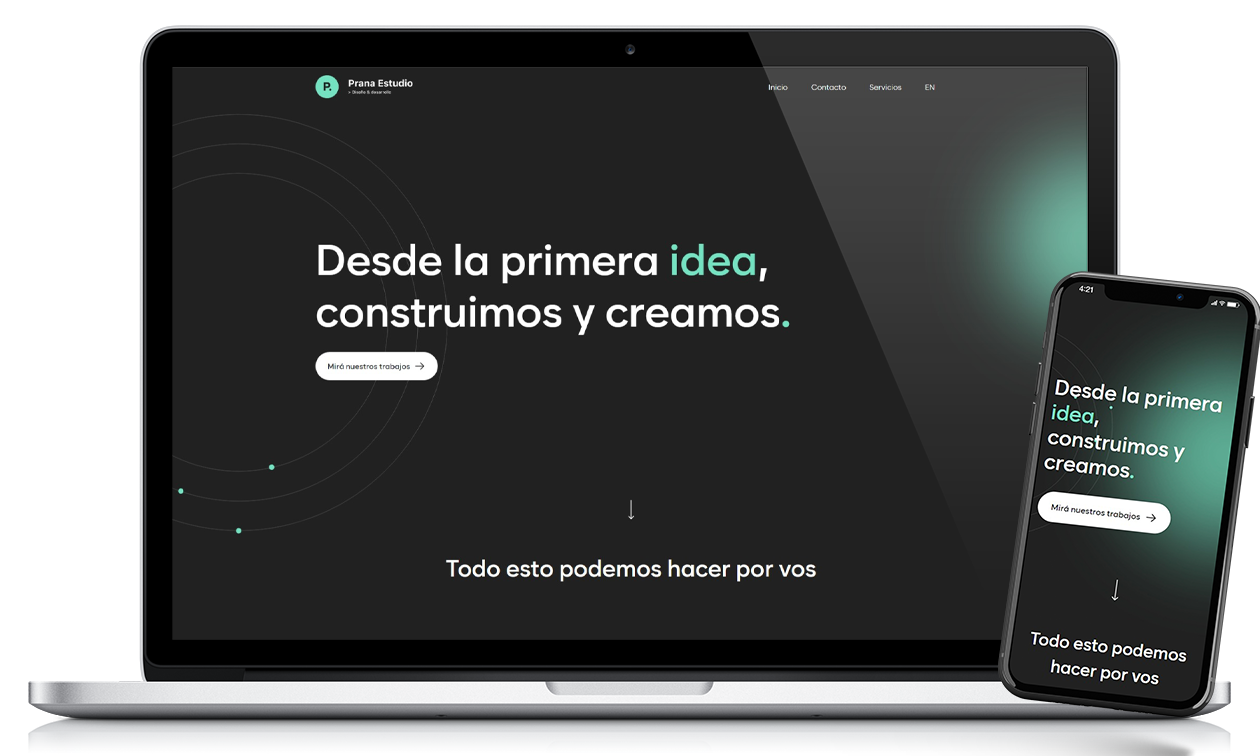 P.
Prana Estudio
+ Diseño & desarrollo
Inicio
Contacto
Servicios
EN
Desde la primera idea,
construimos y creamos.
Mirá nuestros trabajos
Todo esto podemos hacer por vos
4:21
Desde la primera
idea,
construimos y
creamos.
Mirá nuestros trabajos
Todo esto podemos
hacer por vos